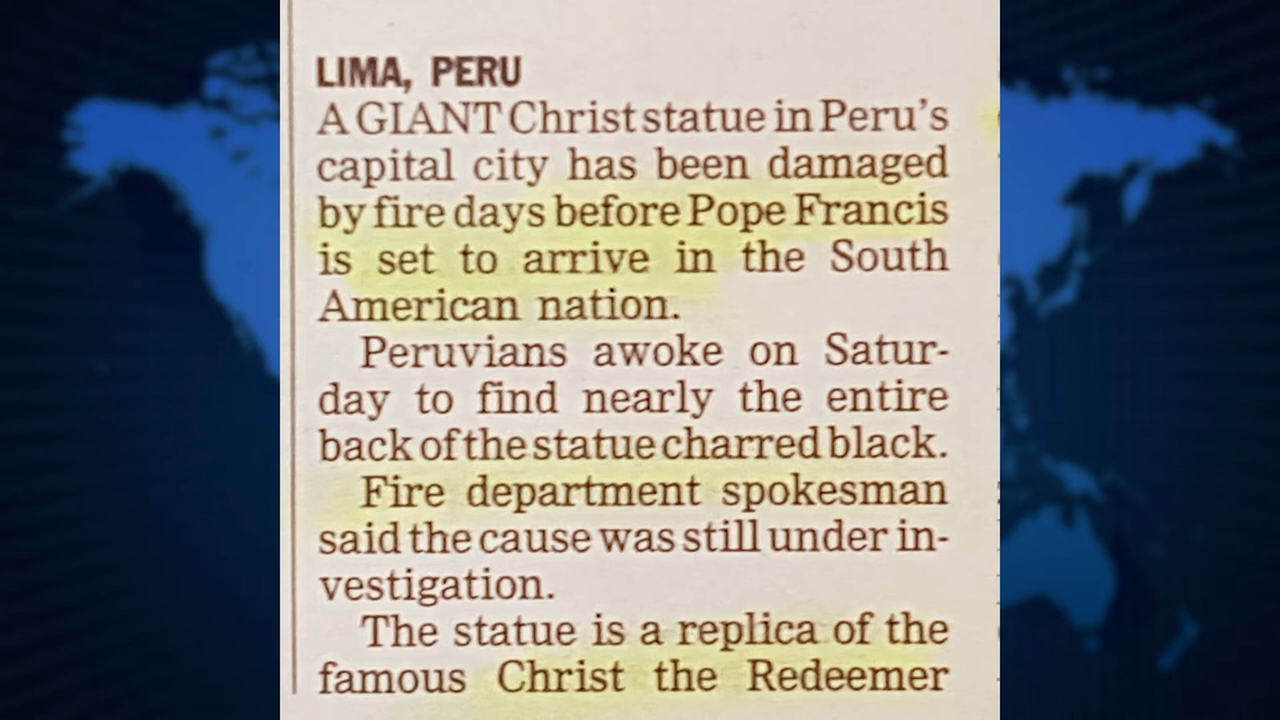 LIMA, PERU
A GIANT Christ statue in Peru's
capital city has been damaged
by fire days before Pope Francis
is set to arrive in the South
American nation.
Peruvians awoke on Satur-
day to find nearly the entire
back of the statue charred black.
Fire department spokesman
said the cause was still under in-
vestigation.
The statue is a replica of the
famous Christ the Redeemer